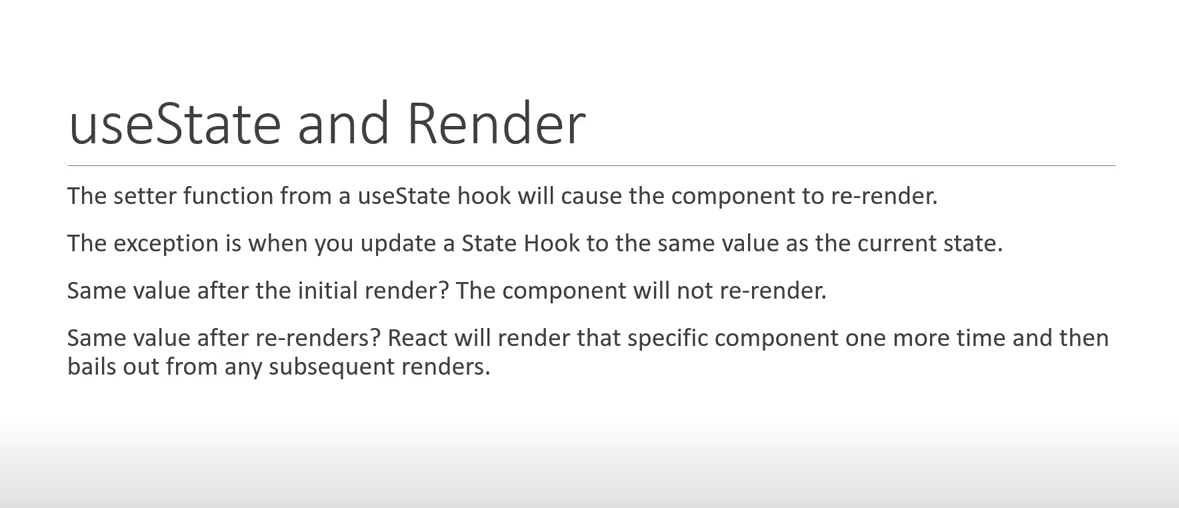 useState and Render
The setter function from a useState hook will cause the component to re-render.
The exception is when you update a State Hook to the same value as the current state.
Same value after the initial render? The component will not re-render.
Same value after re-renders? React will render that specific component one more time and then
bails out from any subsequent renders.